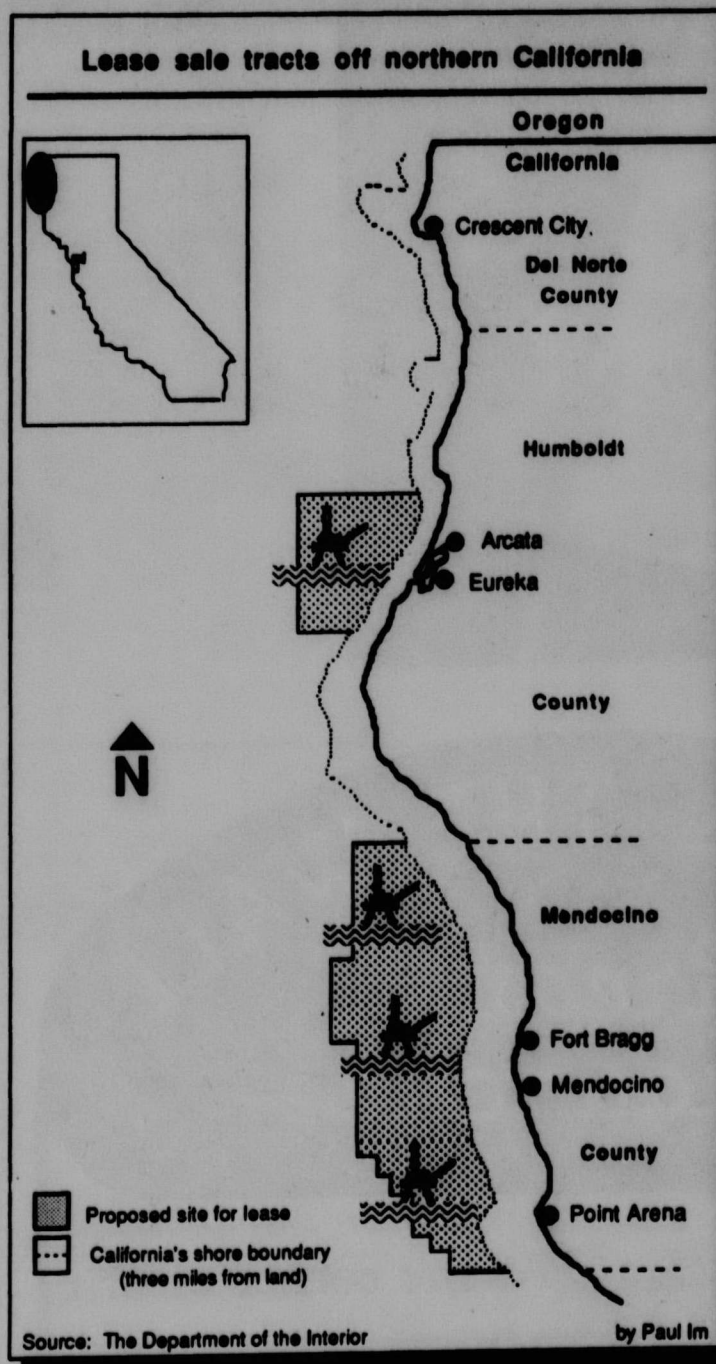 Lease sale tracts off northern California
Oregon
California
Crescent City.
Del Norte
County
Humboldt
Arcata
Eureka
County
N
Mendocino
Fort Bragg
Mendocino
County
Point Arena
Proposed site for lease
California's shore boundary
(three miles from land)
Source: The Department of the Interior
by Paul Im